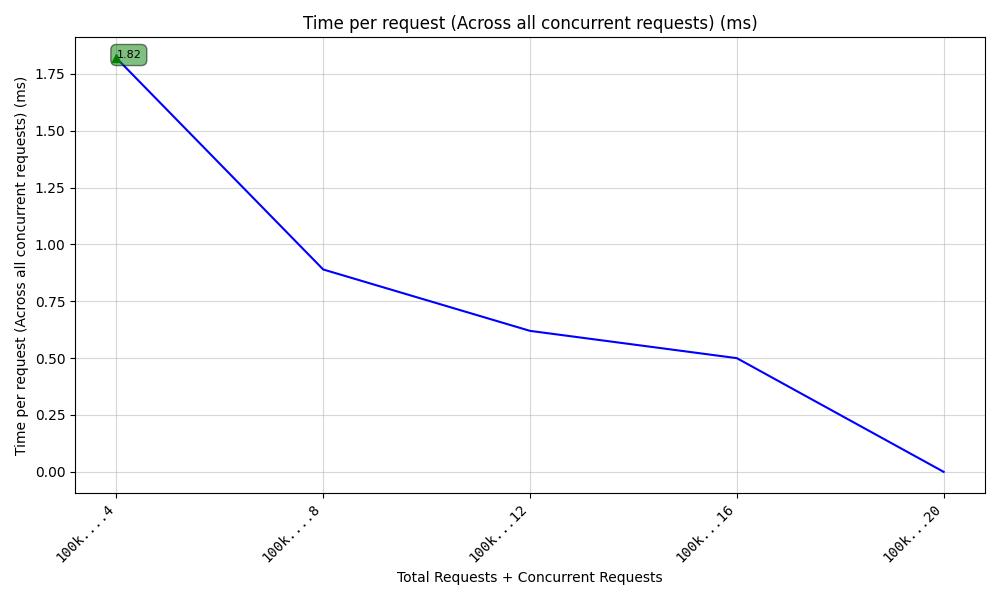 Time per request (Across all concurrent requests) (ms)
1.82
Time per request (Across all concurrent requests) (ms)
1.75
1.50
1.25
1.00
0.75
0.50
0.25
0.00
100k....4
100k....8
100k...12
100k...16
100k...20
Total Requests + Concurrent Requests